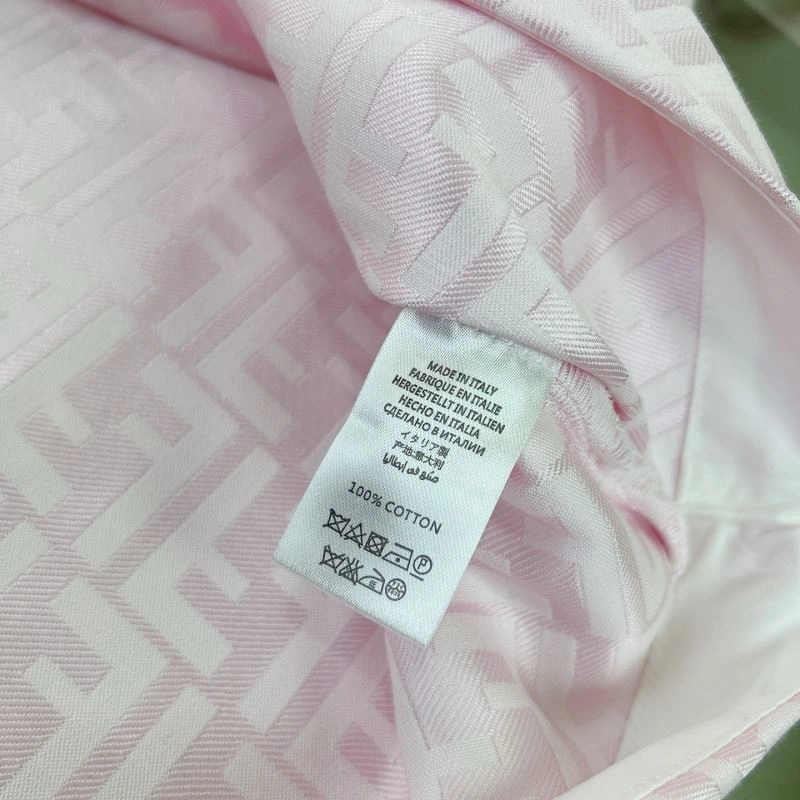 MADE IN ITALY
FABRIQUE EN ITALIE
HERGESTELLT IN ITALIEN
HECHO EN ITALIA
СДЕЛАНО В ИТАЛИИ
イタリア製
产地:意大利
صنع في ايطاليا
100% COTTON
P